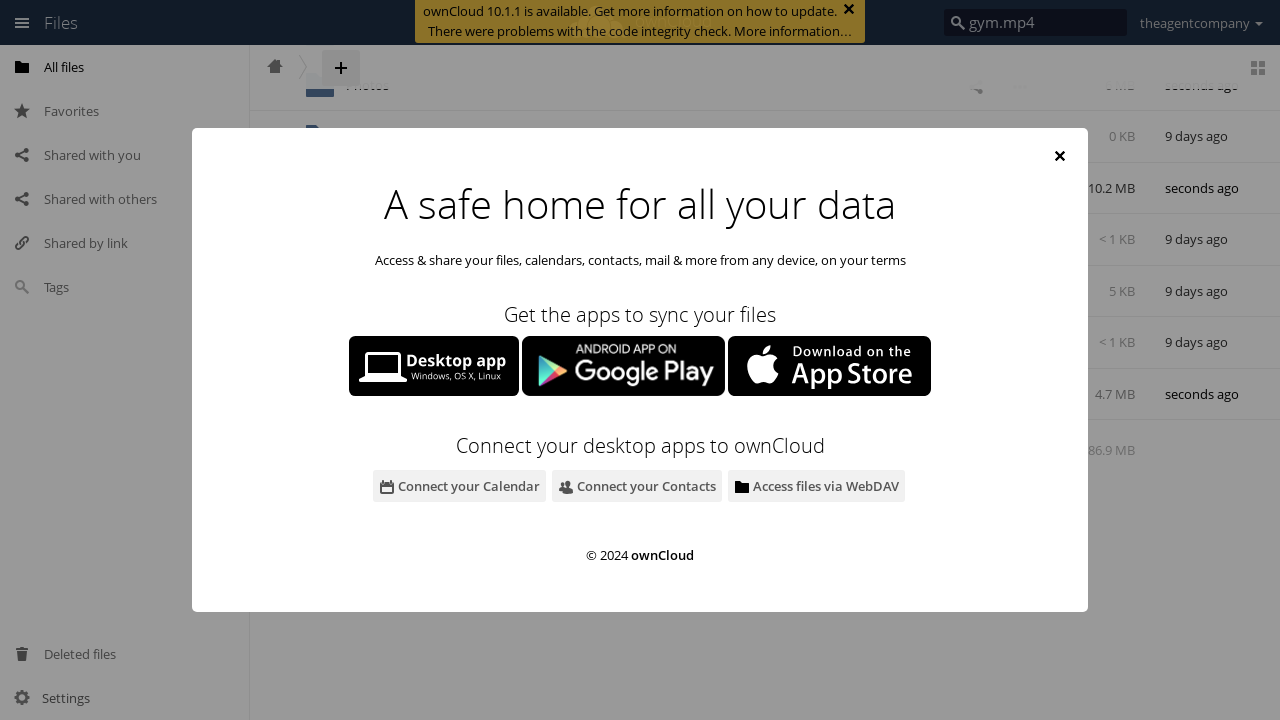 Files
ownCloud 10.1.1 is available. Get more information on how to update.
There were problems with the code integrity check. More information…
gym.mp4
theagentcompany
All files
Favorites
Shared with you
Shared with others
Shared by link
Tags
Deleted files
Settings
Photos
seconds ago
0 KB 9 days ago
10.2 MB seconds ago
< 1 KB 9 days ago
5 KB 9 days ago
< 1 KB 9 days ago
4.7 MB seconds ago
86.9 MB
A safe home for all your data
Access & share your files, calendars, contacts, mail & more from any device, on your terms
Get the apps to sync your files
Desktop app
Windows, OS X, Linux
ANDROID APP ON
Google Play
Download on the
App Store
Connect your desktop apps to ownCloud
Connect your Calendar
Connect your Contacts
Access files via WebDAV
© 2024 ownCloud